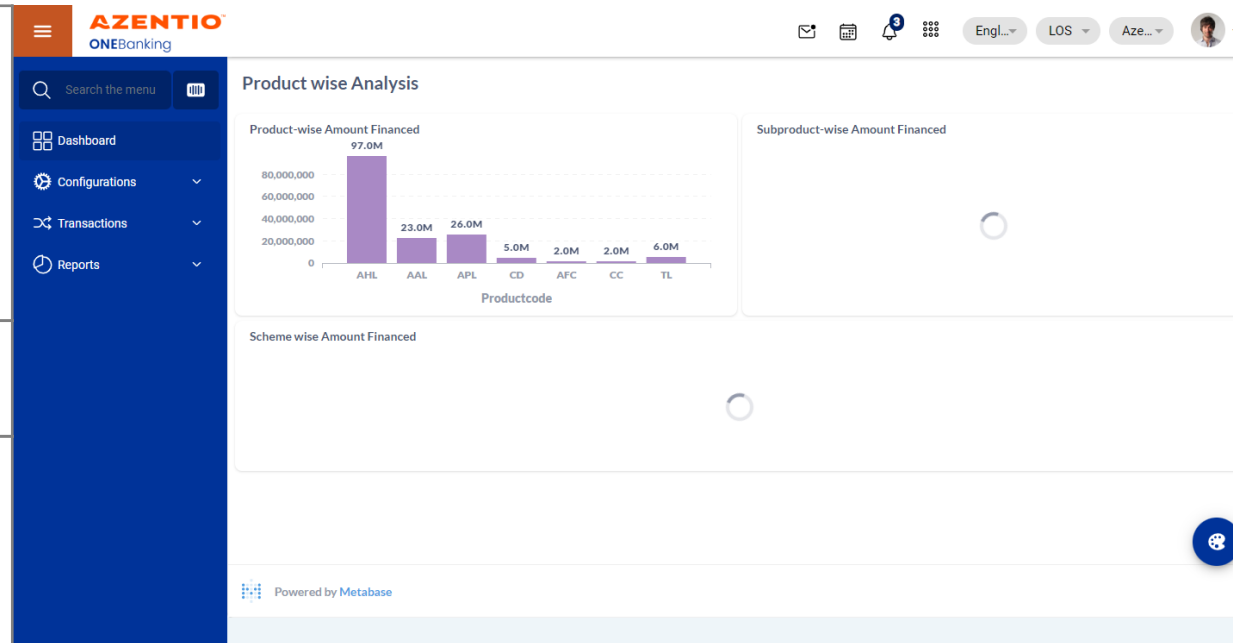 AZENTIO
ONEBanking
3
Engl...
LOS
Aze...
Search the menu
Dashboard
Configurations
Transactions
Reports
Product wise Analysis
Product-wise Amount Financed
97.0M
80,000,000
60,000,000
40,000,000
20,000,000
0
23.0M
26.0M
5.0M
2.0M
2.0M
6.0M
AHL AAL APL CD AFC CC TL
Productcode
Subproduct-wise Amount Financed
Scheme wise Amount Financed
Powered by Metabase